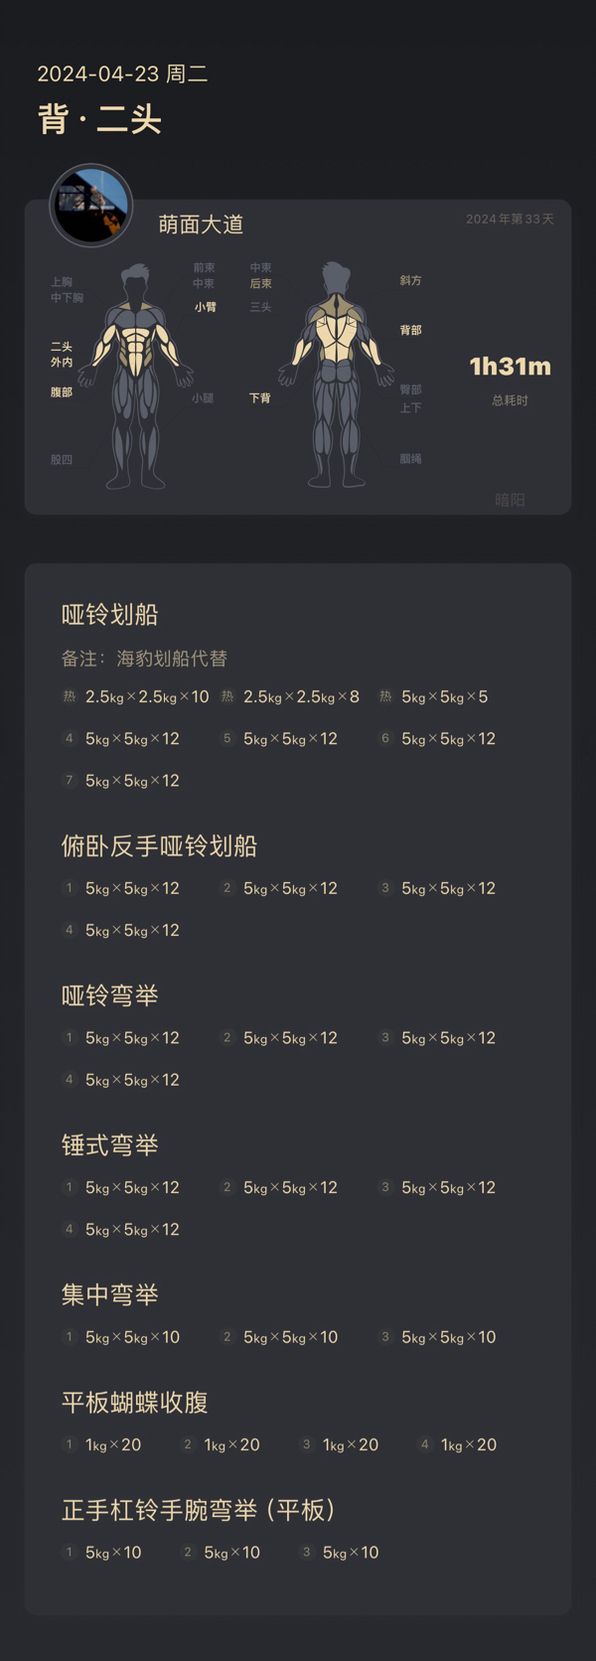 2024-04-23 周二
背 · 二头
萌面大道
2024年第33天
上胸
中下胸
二头
外内
腹部
股四
前束
中束
小臂
小腿
中束
后束
三头
下背
斜方
背部
臀部
上下
腘绳
1h31m
总耗时
暗阳
哑铃划船
备注：海豹划船代替
热 2.5kg×2.5kg×10 热 2.5kg×2.5kg×8 热 5kg×5kg×5
4 5kg×5kg×12 5 5kg×5kg×12 6 5kg×5kg×12
7 5kg×5kg×12
俯卧反手哑铃划船
1 5kg×5kg×12 2 5kg×5kg×12 3 5kg×5kg×12
4 5kg×5kg×12
哑铃弯举
1 5kg×5kg×12 2 5kg×5kg×12 3 5kg×5kg×12
4 5kg×5kg×12
锤式弯举
1 5kg×5kg×12 2 5kg×5kg×12 3 5kg×5kg×12
4 5kg×5kg×12
集中弯举
1 5kg×5kg×10 2 5kg×5kg×10 3 5kg×5kg×10
平板蝴蝶收腹
1 1kg×20 2 1kg×20 3 1kg×20 4 1kg×20
正手杠铃手腕弯举（平板）
1 5kg×10 2 5kg×10 3 5kg×10